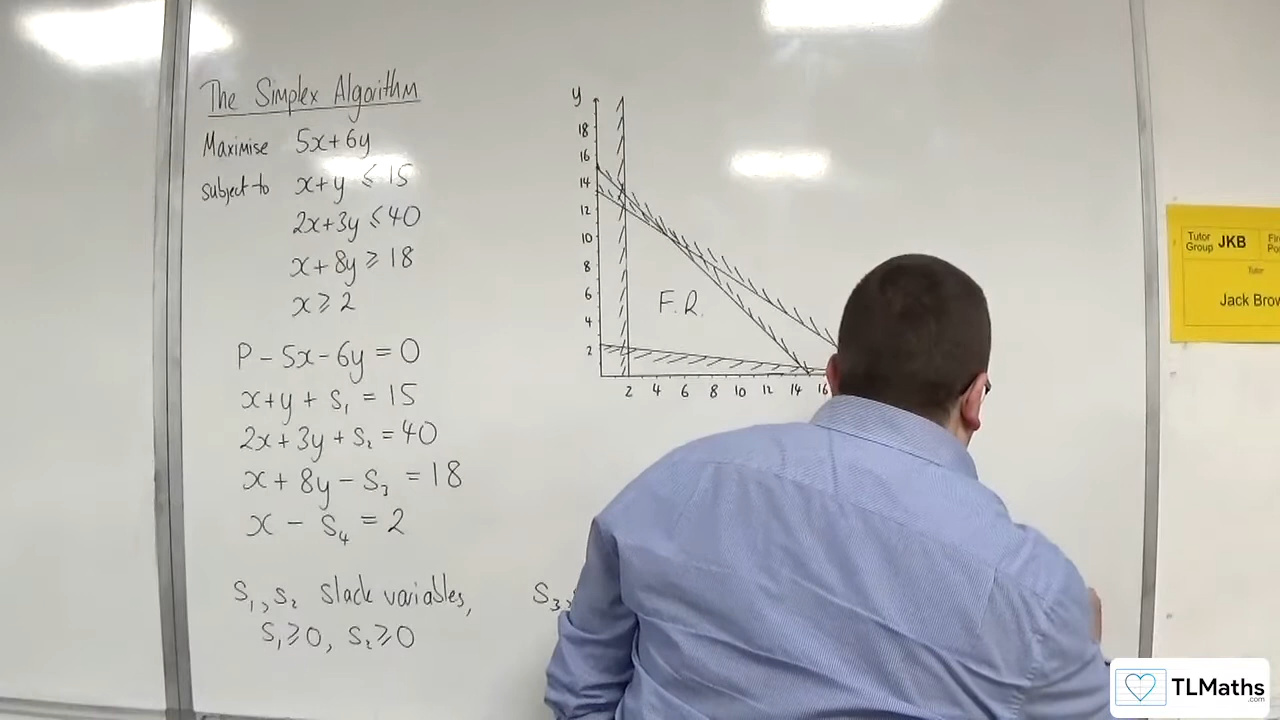 The Simplex Algorithm
Maximise 5x+6y
subject to x+y ≤ 15
2x+3y ≤ 40
x+8y ≥ 18
x ≥ 2
P - 5x - 6y = 0
x+y + S₁ = 15
2x+3y + S₂ = 40
x + 8y - S₃ = 18
x - S₄ = 2
S₁, S₂ slack variables,
S₁ ≥ 0, S₂ ≥ 0
S₃,
y
18
16
14
12
10
8
6
4
2
F.R.
2 4 6 8 10 12 14 16
Tutor Group JKB
Tutor
TLMaths
.com